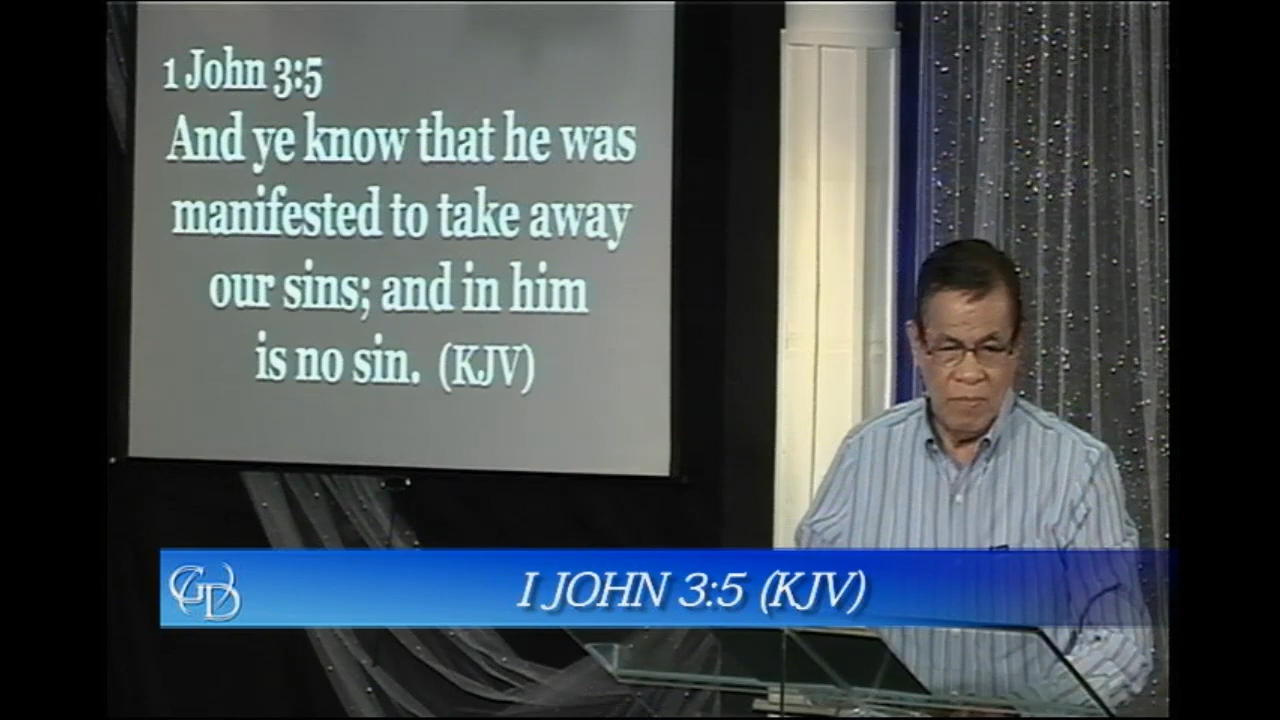 1 John 3:5
And ye know that he was
manifested to take away
our sins; and in him
is no sin. (KJV)
GD
I JOHN 3:5 (KJV)